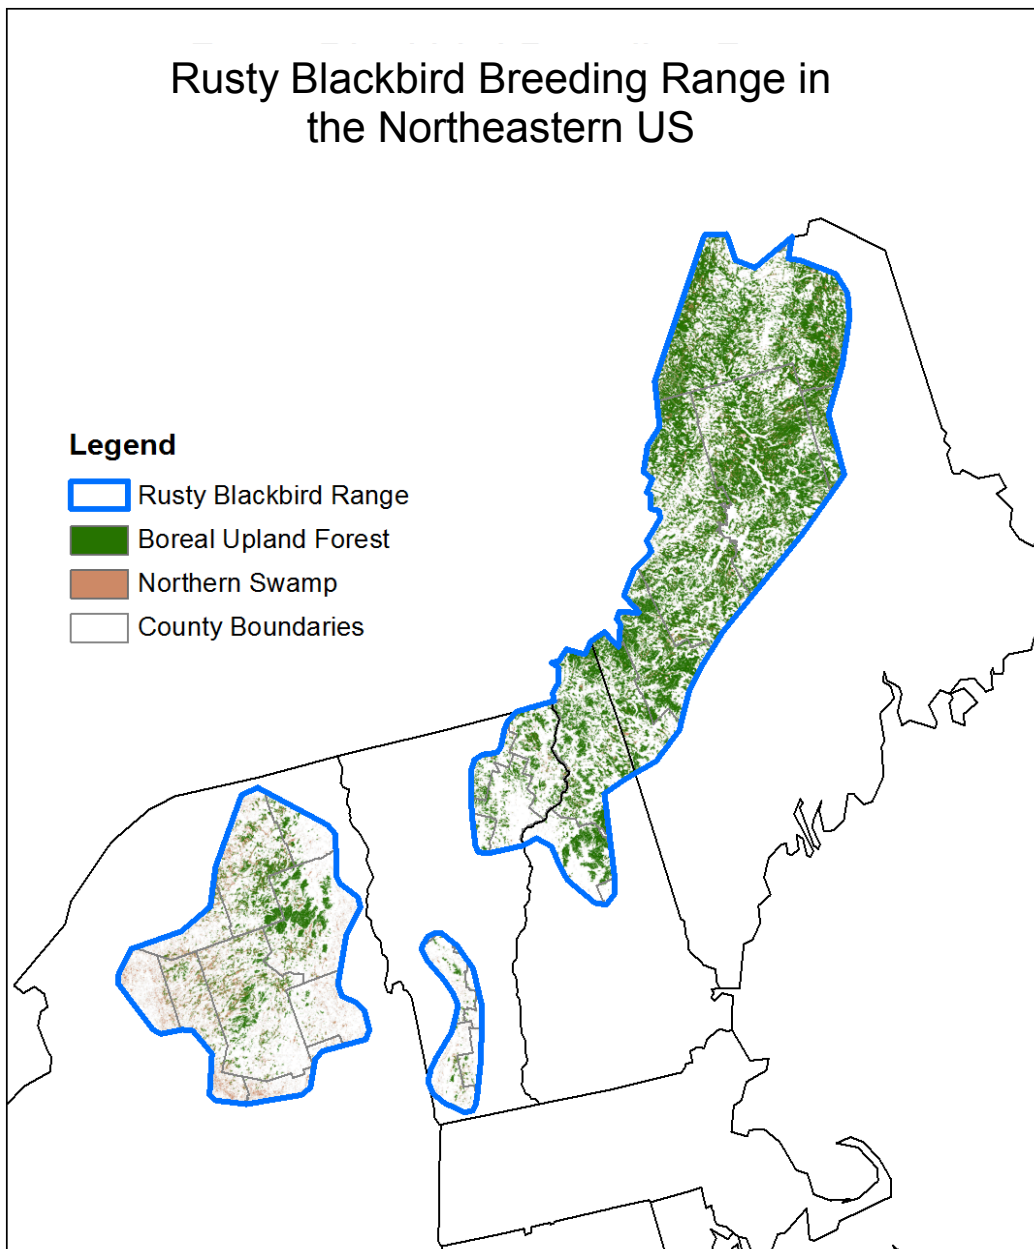 Rusty Blackbird Breeding Range in
the Northeastern US
Legend
Rusty Blackbird Range
Boreal Upland Forest
Northern Swamp
County Boundaries